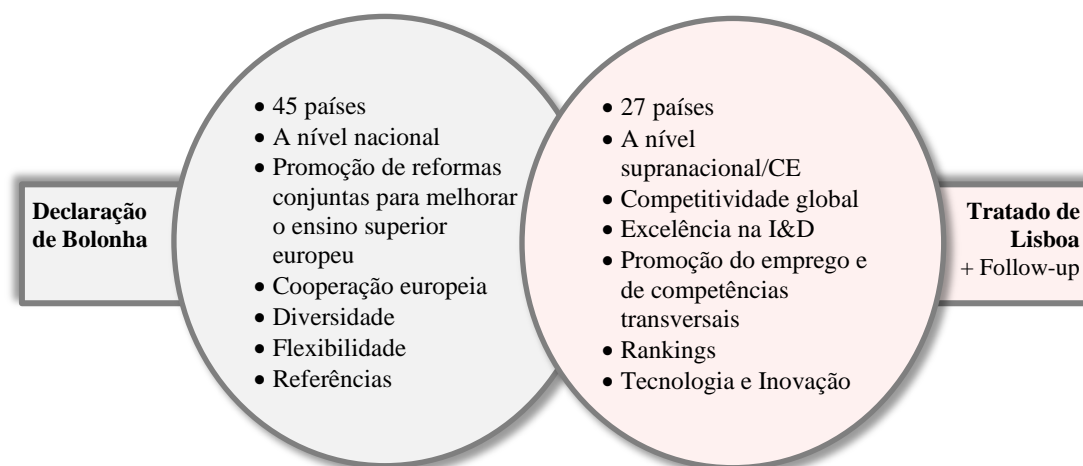 Declaração
de Bolonha
• 45 países
• A nível nacional
• Promoção de reformas
conjuntas para melhorar
o ensino superior
europeu
• Cooperação europeia
• Diversidade
• Flexibilidade
• Referências
• 27 países
• A nível
supranacional/CE
• Competitividade global
• Excelência na I&D
• Promoção do emprego e
de competências
transversais
• Rankings
• Tecnologia e Inovação
Tratado de
Lisboa
+ Follow-up